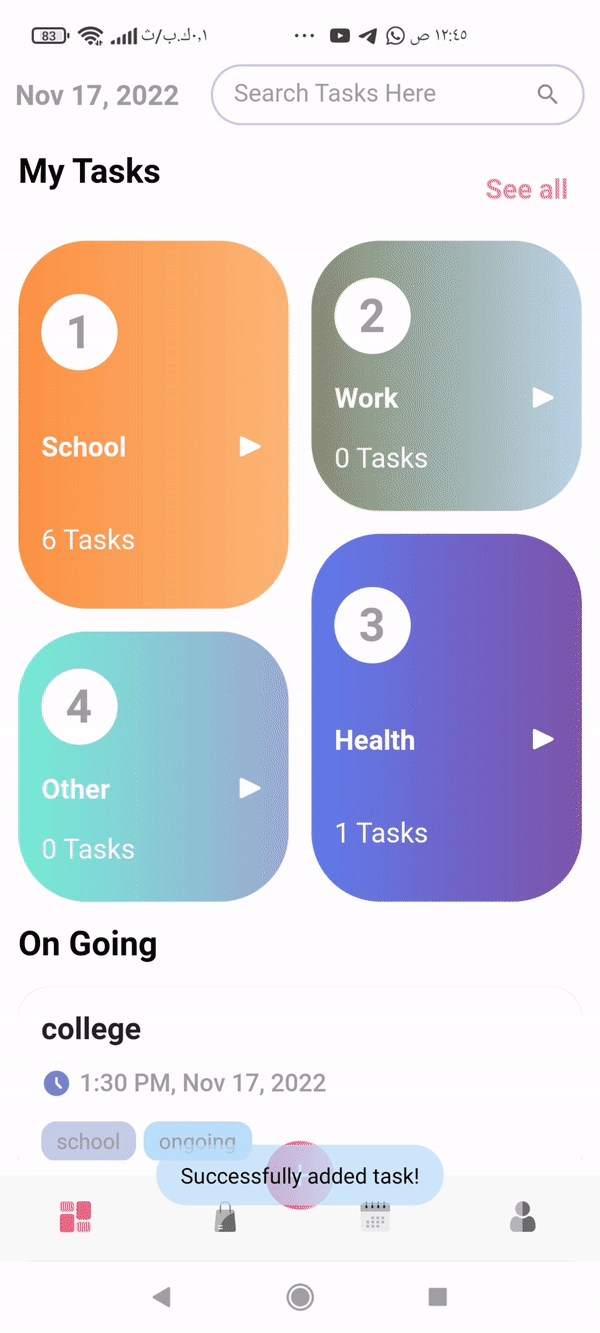 83 ٠,١ك.ب/ث ... ١٢:٤٥ ص
Nov 17, 2022
Search Tasks Here
My Tasks
See all
1
School
6 Tasks
2
Work
0 Tasks
3
Health
1 Tasks
4
Other
0 Tasks
On Going
college
1:30 PM, Nov 17, 2022
school ongoing
Successfully added task!